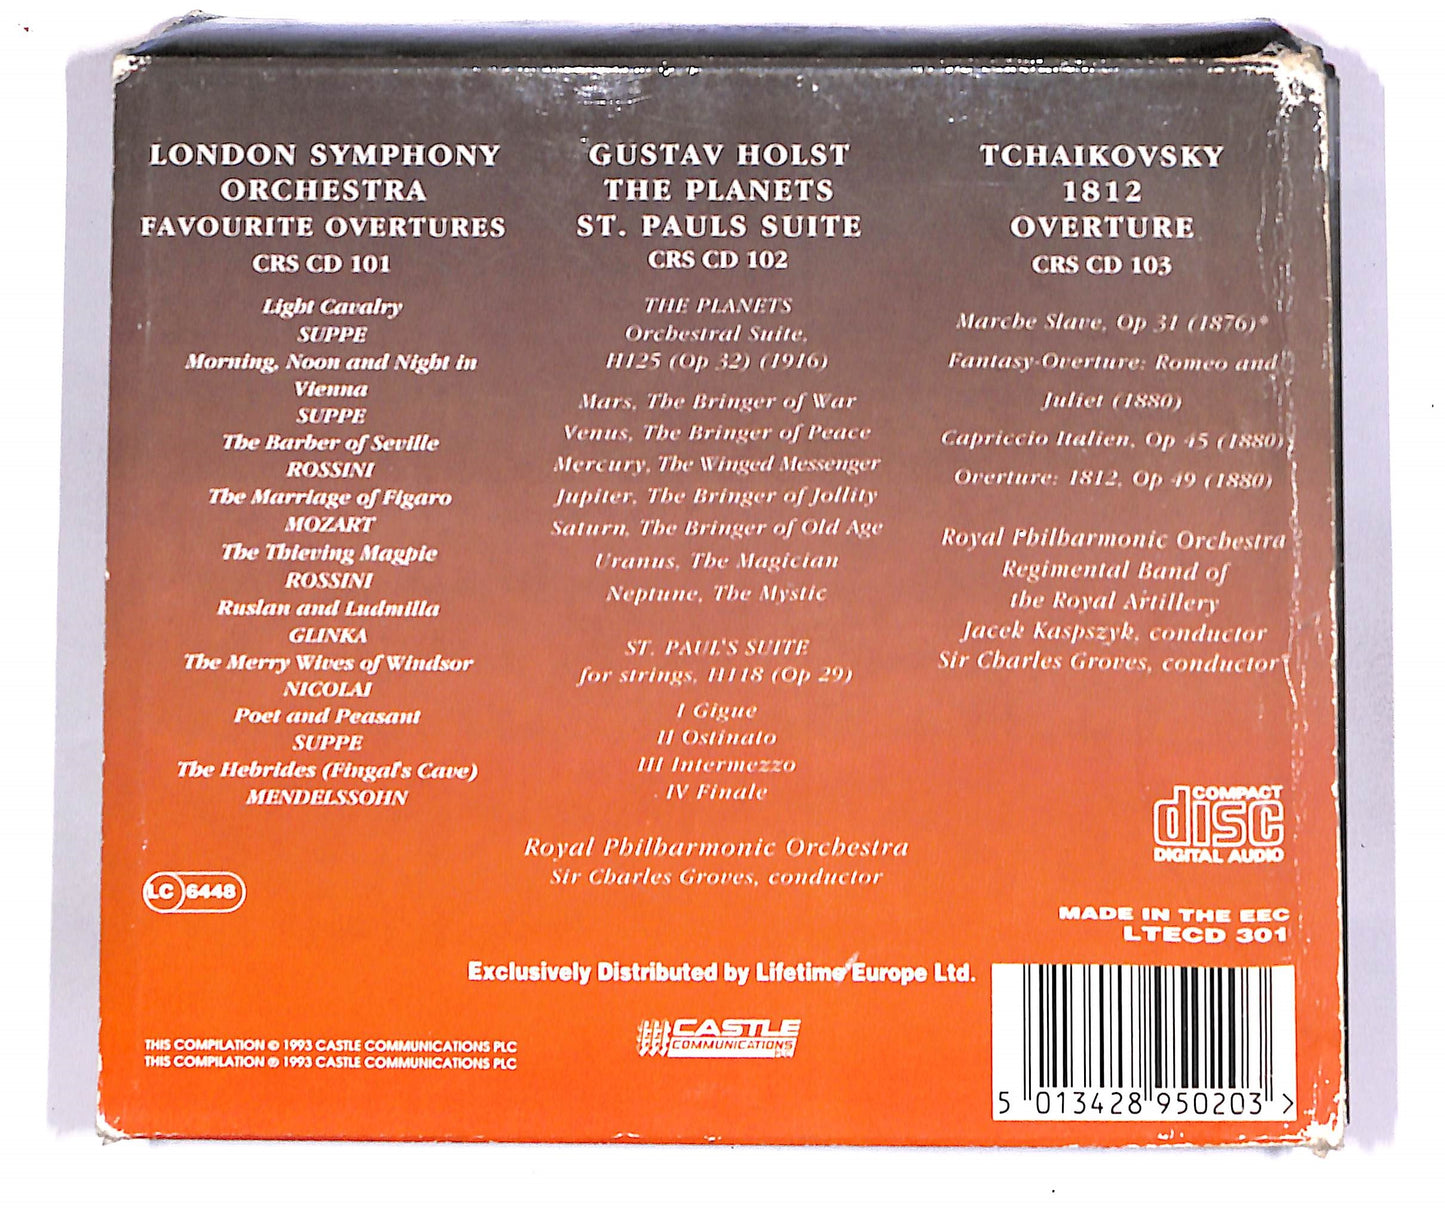 LONDON SYMPHONY
ORCHESTRA
FAVOURITE OVERTURES
CRS CD 101
Light Cavalry
SUPPE
Morning, Noon and Night in
Vienna
SUPPE
The Barber of Seville
ROSSINI
The Marriage of Figaro
MOZART
The Thieving Magpie
ROSSINI
Ruslan and Ludmilla
GLINKA
The Merry Wives of Windsor
NICOLAI
Poet and Peasant
SUPPE
The Hebrides (Fingal's Cave)
MENDELSSOHN
GUSTAV HOLST
THE PLANETS
ST. PAULS SUITE
CRS CD 102
THE PLANETS
Orchestral Suite,
H125 (Op 32) (1916)
Mars, The Bringer of War
Venus, The Bringer of Peace
Mercury, The Winged Messenger
Jupiter, The Bringer of Jollity
Saturn, The Bringer of Old Age
Uranus, The Magician
Neptune, The Mystic
ST. PAUL'S SUITE
for strings, H118 (Op 29)
I Gigue
II Ostinato
III Intermezzo
IV Finale
Royal Philharmonic Orchestra
Sir Charles Groves, conductor
TCHAIKOVSKY
1812
OVERTURE
CRS CD 103
Marche Slave, Op 31 (1876)*
Fantasy-Overture: Romeo and
Juliet (1880)
Capriccio Italien, Op 45 (1880)
Overture: 1812, Op 49 (1880)
Royal Philharmonic Orchestra
Regimental Band of
the Royal Artillery
Jacek Kaspszyk, conductor
Sir Charles Groves, conductor
COMPACT
disc
DIGITAL AUDIO
LC 6448
MADE IN THE EEC
LTECD 301
Exclusively Distributed by Lifetime Europe Ltd.
CASTLE
COMMUNICATIONS
THIS COMPILATION © 1993 CASTLE COMMUNICATIONS PLC
THIS COMPILATION ℗ 1993 CASTLE COMMUNICATIONS PLC
5 013428 950203 >